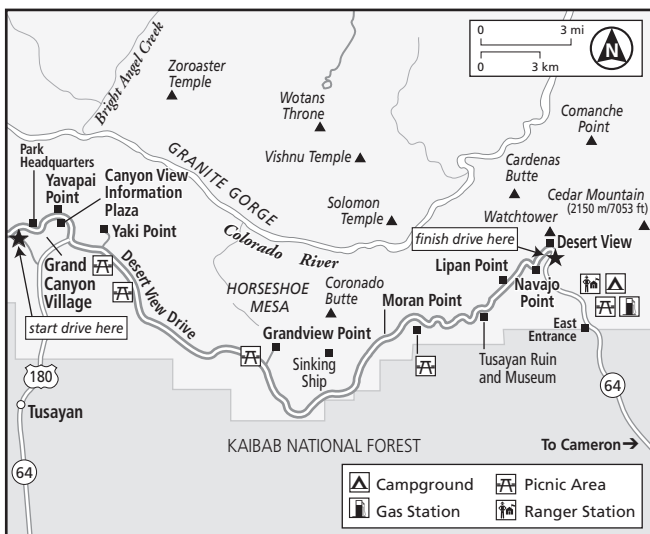 0 3 mi
0 3 km
N
Bright Angel Creek
Zoroaster
Temple
Wotans
Throne
Comanche
Point
Park
Headquarters
Yavapai
Point
Canyon View
Information
Plaza
GRANITE GORGE
Vishnu Temple
Cardenas
Butte
Cedar Mountain
(2150 m/7053 ft)
Solomon
Temple
Watchtower
Yaki Point
Colorado River
finish drive here
Desert View
Grand
Canyon
Village
Desert View Drive
HORSESHOE
MESA
Coronado
Butte
Lipan Point
Navajo
Point
Moran Point
start drive here
Grandview Point
Sinking
Ship
East
Entrance
Tusayan Ruin
and Museum
180
Tusayan
64
64
KAIBAB NATIONAL FOREST
To Cameron
Campground
Picnic Area
Gas Station
Ranger Station